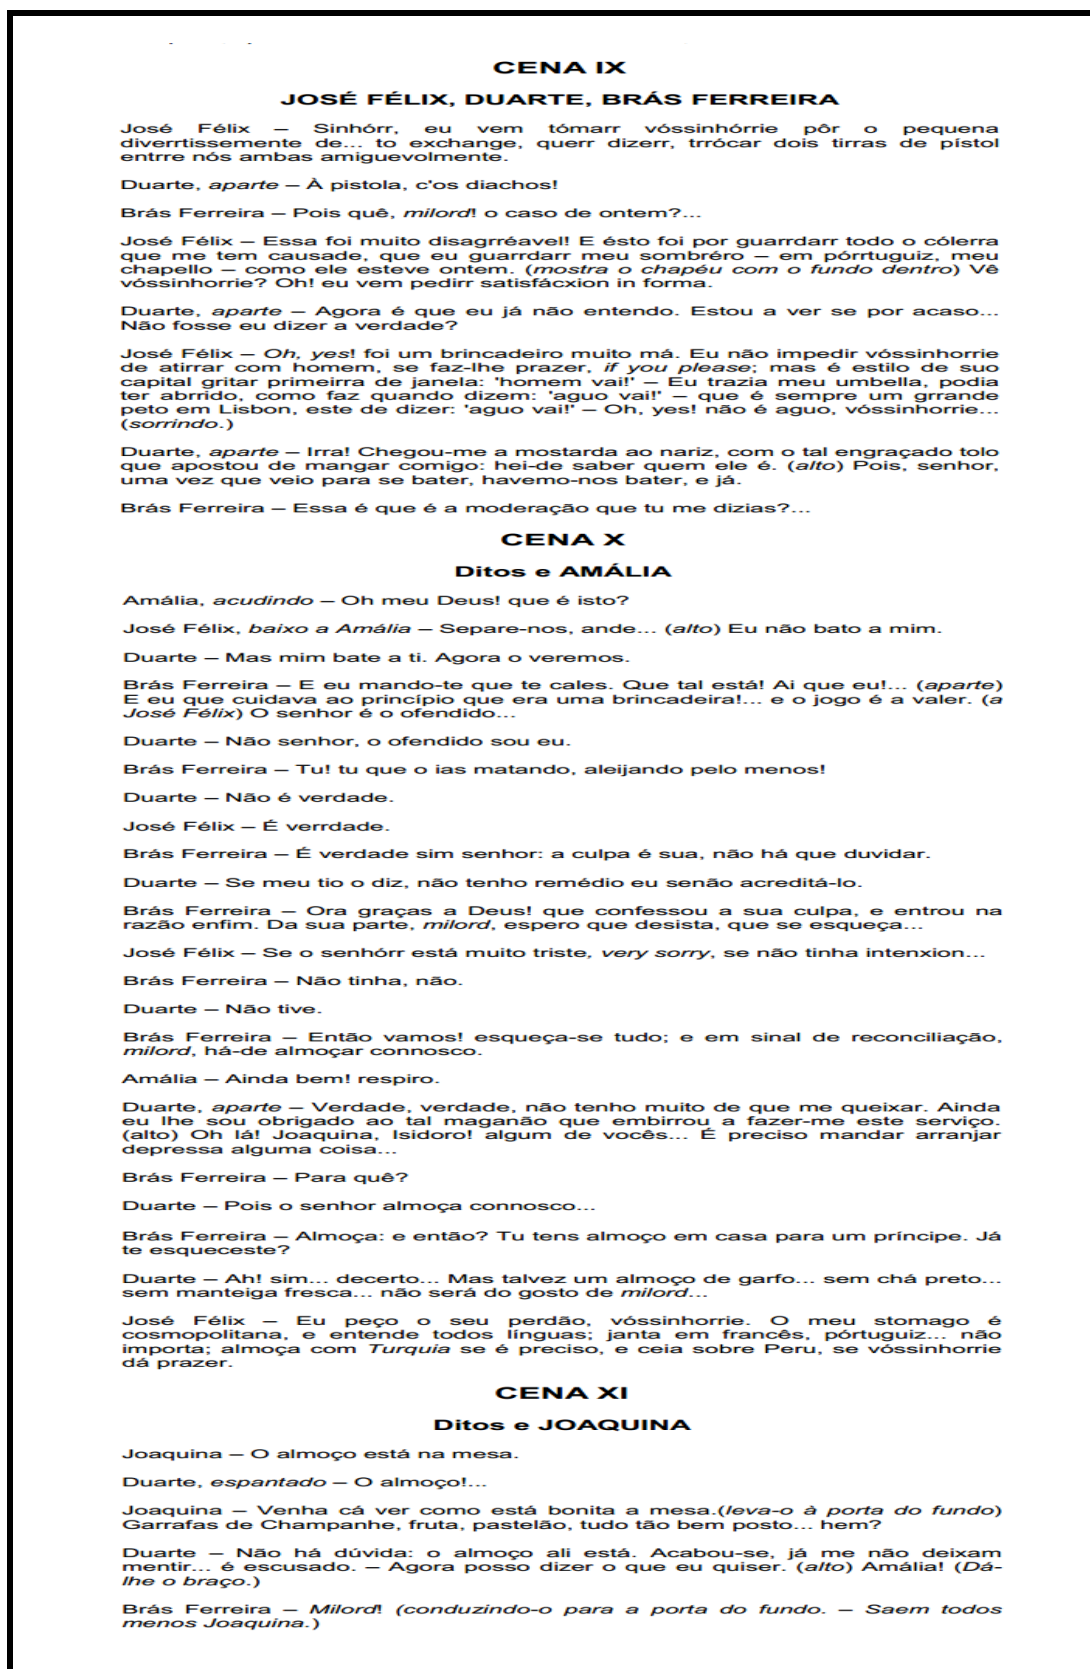 CENA IX
JOSÉ FÉLIX, DUARTE, BRÁS FERREIRA
José Félix – Sinhórr, eu vem tómarr vóssinhórrie pôr o pequena
diverrtissemente de... to exchange, querr dizerr, trrócar dois tirras de pístol
entrre nós ambas amiguevolmente.
Duarte, aparte – À pistola, c'os diachos!
Brás Ferreira – Pois quê, milord! o caso de ontem?...
José Félix – Essa foi muito disagrréavel! E ésto foi por guarrdarr todo o cólerra
que me tem causade, que eu guarrdarr meu sombréro – em pórrtuguiz, meu
chapello – como ele esteve ontem. (mostra o chapéu com o fundo dentro) Vê
vóssinhorrie? Oh! eu vem pedirr satisfácxion in forma.
Duarte, aparte – Agora é que eu já não entendo. Estou a ver se por acaso...
Não fosse eu dizer a verdade?
José Félix – Oh, yes! foi um brincadeiro muito má. Eu não impedir vóssinhorrie
de atirrar com homem, se faz-lhe prazer, if you please; mas é estilo de suo
capital gritar primeirra de janela: 'homem vai!' – Eu trazia meu umbella, podia
ter abrrido, como faz quando dizem: 'aguo vai!' – que é sempre um grrande
peto em Lisbon, este de dizer: 'aguo vai!' – Oh, yes! não é aguo, vóssinhorrie...
(sorrindo.)
Duarte, aparte – Irra! Chegou-me a mostarda ao nariz, com o tal engraçado tolo
que apostou de mangar comigo: hei-de saber quem ele é. (alto) Pois, senhor,
uma vez que veio para se bater, havemo-nos bater, e já.
Brás Ferreira – Essa é que é a moderação que tu me dizias?...
CENA X
Ditos e AMÁLIA
Amália, acudindo – Oh meu Deus! que é isto?
José Félix, baixo a Amália – Separe-nos, ande... (alto) Eu não bato a mim.
Duarte – Mas mim bate a ti. Agora o veremos.
Brás Ferreira – E eu mando-te que te cales. Que tal está! Ai que eu!... (aparte)
E eu que cuidava ao princípio que era uma brincadeira!... e o jogo é a valer. (a
José Félix) O senhor é o ofendido...
Duarte – Não senhor, o ofendido sou eu.
Brás Ferreira – Tu! tu que o ias matando, aleijando pelo menos!
Duarte – Não é verdade.
José Félix – É verrdade.
Brás Ferreira – É verdade sim senhor: a culpa é sua, não há que duvidar.
Duarte – Se meu tio o diz, não tenho remédio eu senão acreditá-lo.
Brás Ferreira – Ora graças a Deus! que confessou a sua culpa, e entrou na
razão enfim. Da sua parte, milord, espero que desista, que se esqueça...
José Félix – Se o senhórr está muito triste, very sorry, se não tinha intenxion...
Brás Ferreira – Não tinha, não.
Duarte – Não tive.
Brás Ferreira – Então vamos! esqueça-se tudo; e em sinal de reconciliação,
milord, há-de almoçar connosco.
Amália – Ainda bem! respiro.
Duarte, aparte – Verdade, verdade, não tenho muito de que me queixar. Ainda
eu lhe sou obrigado ao tal maganão que embirrou a fazer-me este serviço.
(alto) Oh lá! Joaquina, Isidoro! algum de vocês... É preciso mandar arranjar
depressa alguma coisa...
Brás Ferreira – Para quê?
Duarte – Pois o senhor almoça connosco...
Brás Ferreira – Almoça: e então? Tu tens almoço em casa para um príncipe. Já
te esqueceste?
Duarte – Ah! sim... decerto... Mas talvez um almoço de garfo... sem chá preto...
sem manteiga fresca... não será do gosto de milord...
José Félix – Eu peço o seu perdão, vóssinhorrie. O meu stomago é
cosmopolitana, e entende todos línguas; janta em francês, pórtuguiz... não
importa; almoça com Turquia se é preciso, e ceia sobre Peru, se vóssinhorrie
dá prazer.
CENA XI
Ditos e JOAQUINA
Joaquina – O almoço está na mesa.
Duarte, espantado – O almoço!...
Joaquina – Venha cá ver como está bonita a mesa.(leva-o à porta do fundo)
Garrafas de Champanhe, fruta, pastelão, tudo tão bem posto... hem?
Duarte – Não há dúvida: o almoço ali está. Acabou-se, já me não deixam
mentir... é escusado. – Agora posso dizer o que eu quiser. (alto) Amália! (Dá-
lhe o braço.)
Brás Ferreira – Milord! (conduzindo-o para a porta do fundo. – Saem todos
menos Joaquina.)